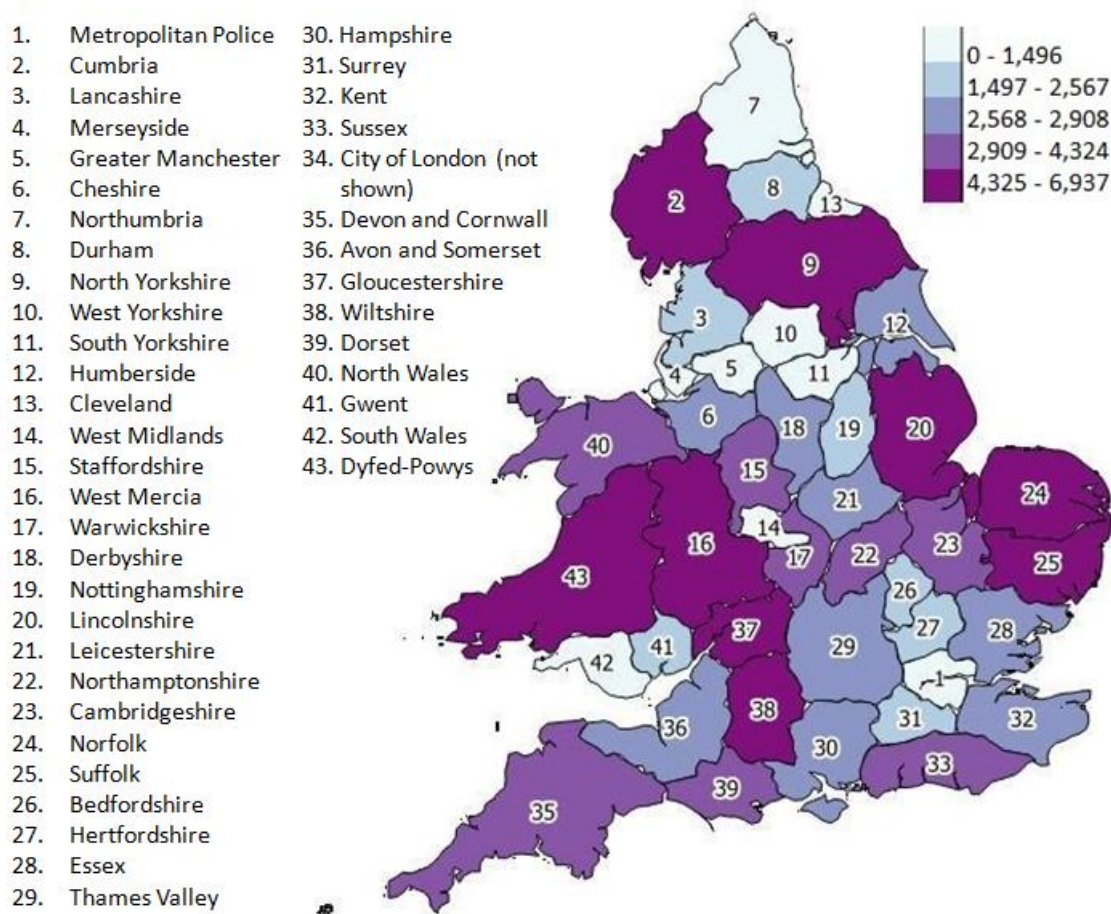 1. Metropolitan Police
2. Cumbria
3. Lancashire
4. Merseyside
5. Greater Manchester
6. Cheshire
7. Northumbria
8. Durham
9. North Yorkshire
10. West Yorkshire
11. South Yorkshire
12. Humberside
13. Cleveland
14. West Midlands
15. Staffordshire
16. West Mercia
17. Warwickshire
18. Derbyshire
19. Nottinghamshire
20. Lincolnshire
21. Leicestershire
22. Northamptonshire
23. Cambridgeshire
24. Norfolk
25. Suffolk
26. Bedfordshire
27. Hertfordshire
28. Essex
29. Thames Valley
30. Hampshire
31. Surrey
32. Kent
33. Sussex
34. City of London (not
shown)
35. Devon and Cornwall
36. Avon and Somerset
37. Gloucestershire
38. Wiltshire
39. Dorset
40. North Wales
41. Gwent
42. South Wales
43. Dyfed-Powys
0 - 1,496
1,497 - 2,567
2,568 - 2,908
2,909 - 4,324
4,325 - 6,937
7
8
2
13
9
12
3
10
5
4
11
6
18
19
20
40
15
24
21
14
16
17
22
23
25
43
26
27
28
37
41
42
29
1
38
31
32
36
30
33
39
35